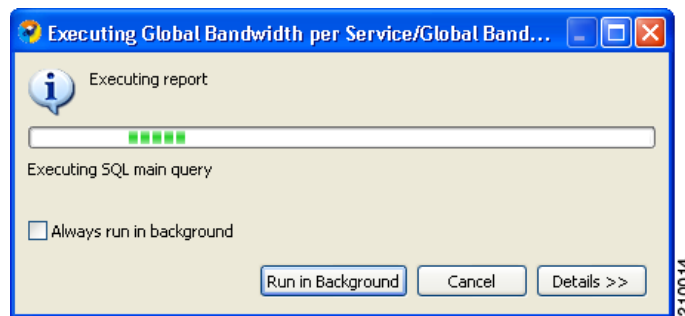 Executing Global Bandwidth per Service/Global Band...
Executing report
Executing SQL main query
Always run in background
Run in Background
Cancel
Details >>